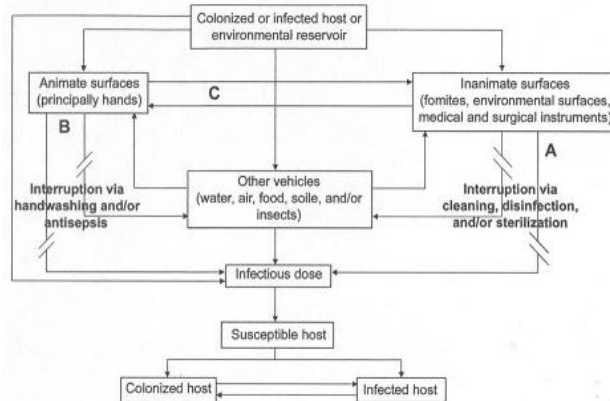 Colonized or infected host or
environmental reservoir
Animate surfaces
(principally hands)
C
Inanimate surfaces
(fomites, environmental surfaces,
medical and surgical instruments)
B
A
Other vehicles
(water, air, food, soile, and/or
insects)
Interruption via
handwashing and/or
antisepsis
Interruption via
cleaning, disinfection,
and/or sterilization
Infectious dose
Susceptible host
Colonized host
Infected host